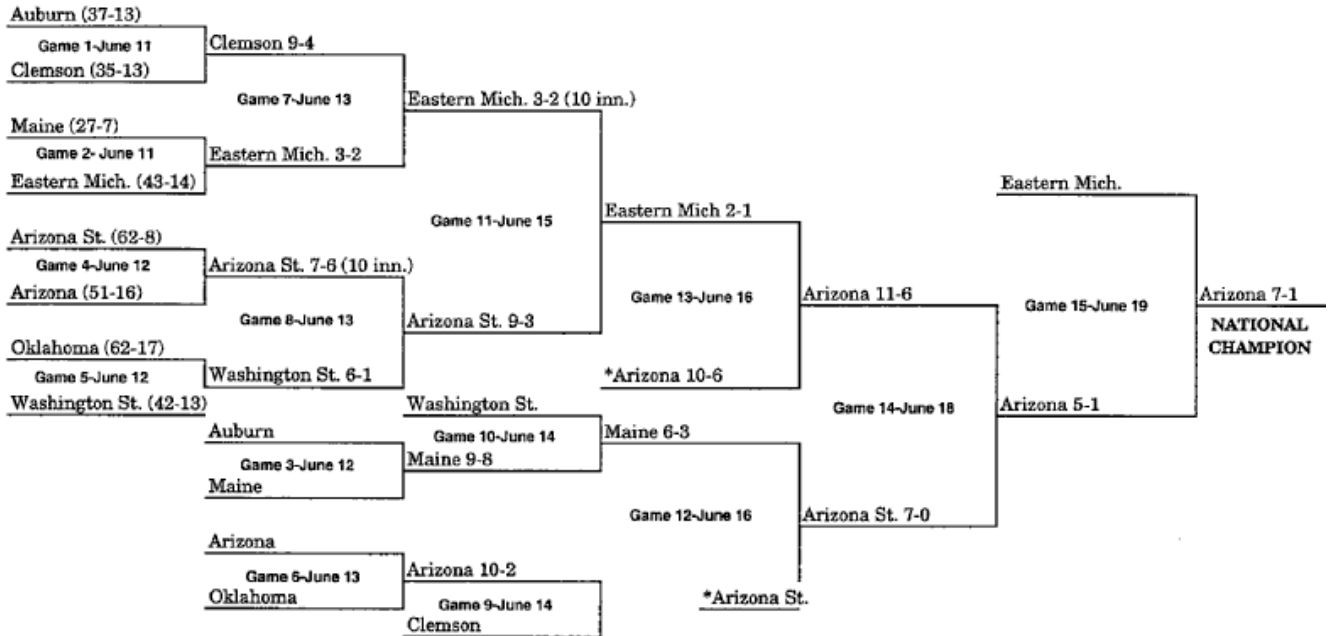 Auburn (37-13)
Game 1-June 11
Clemson 9-4
Clemson (35-13)
Game 7-June 13
Eastern Mich. 3-2 (10 inn.)
Maine (27-7)
Game 2- June 11
Eastern Mich. 3-2
Eastern Mich. (43-14)
Eastern Mich.
Game 11-June 15
Eastern Mich 2-1
Arizona St. (62-8)
Game 4-June 12
Arizona St. 7-6 (10 inn.)
Arizona (51-16)
Game 13-June 16
Arizona 11-6
Game 15-June 19
Arizona 7-1
NATIONAL
CHAMPION
Game 8-June 13
Arizona St. 9-3
Oklahoma (62-17)
Game 5-June 12
Washington St. 6-1
*Arizona 10-6
Washington St. (42-13)
Washington St.
Game 14-June 18
Arizona 5-1
Auburn
Game 10-June 14
Maine 6-3
Game 3-June 12
Maine 9-8
Maine
Game 12-June 16
Arizona St. 7-0
Arizona
Game 6-June 13
Arizona 10-2
Oklahoma
Game 9-June 14
*Arizona St.
Clemson